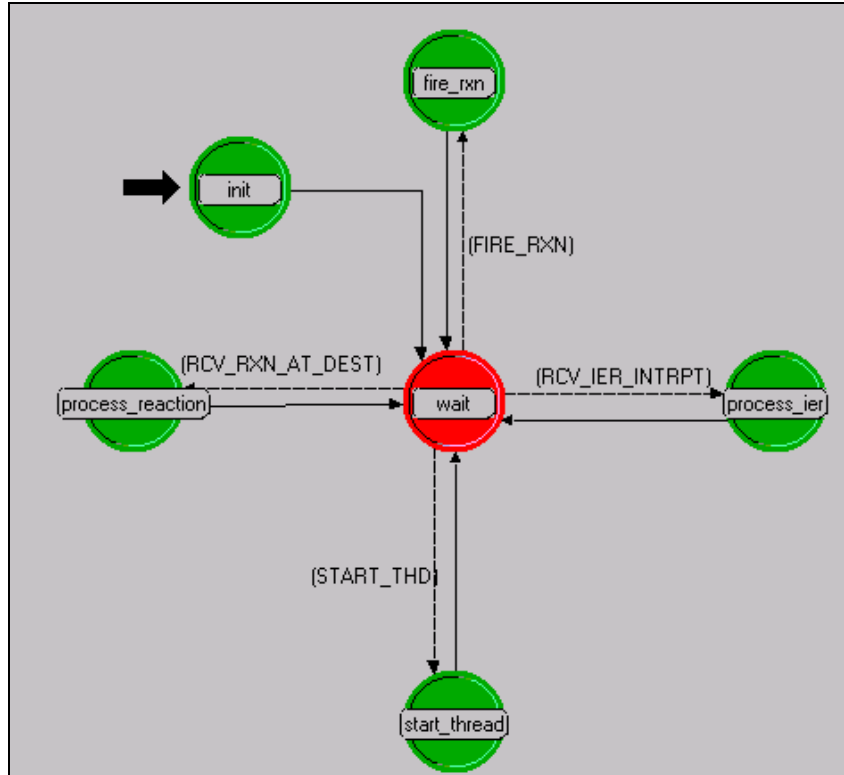 fire_rxn
init
(FIRE_RXN)
(RCV_RXN_AT_DEST)
(RCV_IER_INTRPT)
process_reaction
wait
process_ier
(START_THD)
start_thread